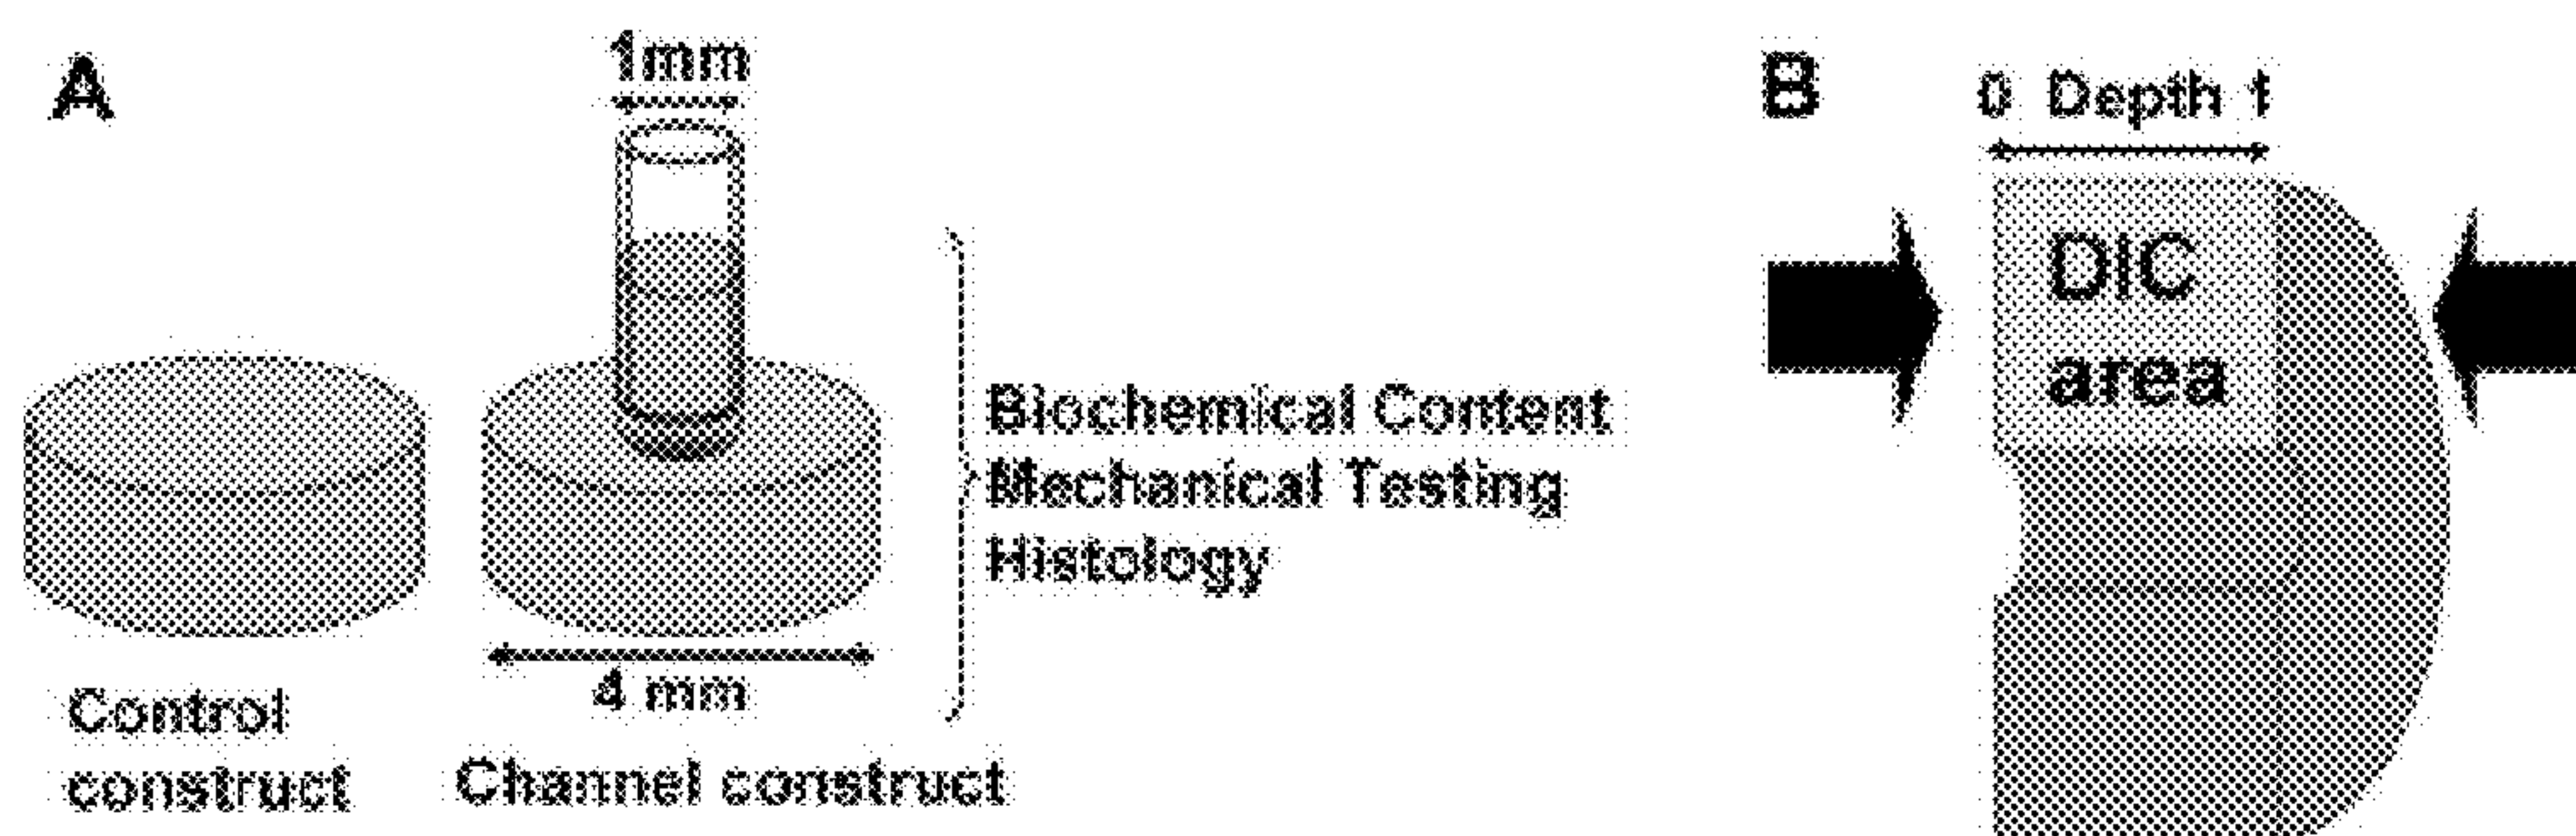 A
1mm
Control
construct
4 mm
Channel construct
Biochemical Content
Mechanical Testing
Histology
B
0 Depth 1
DIC
area